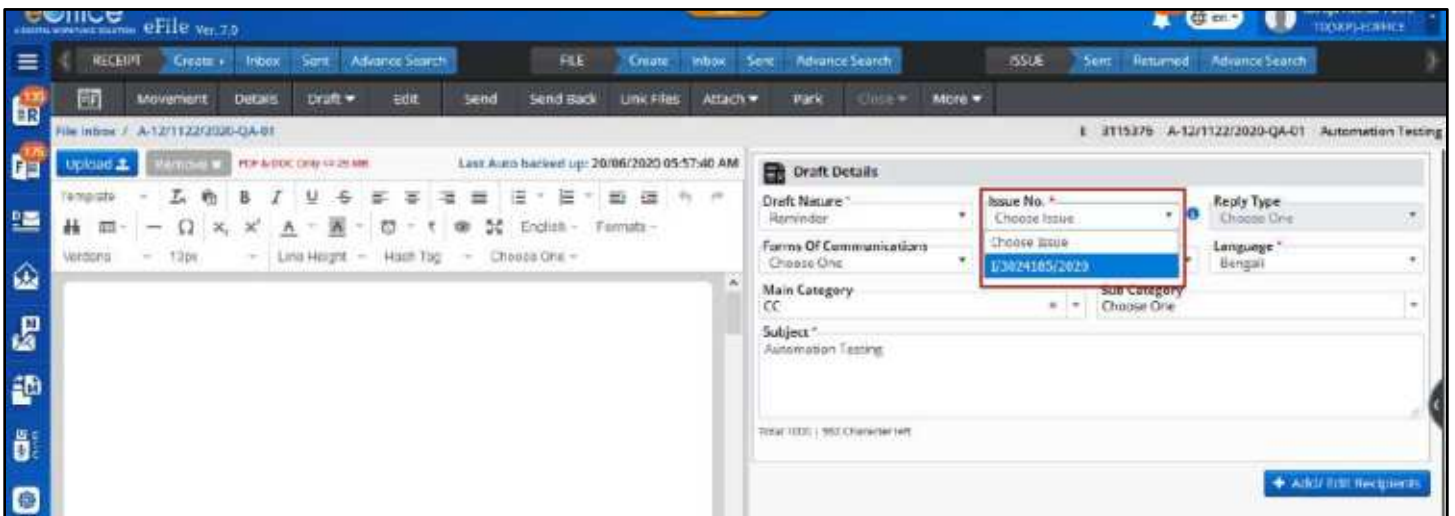 eOffice
A DIGITAL WORKPLACE SOLUTION eFile Ver. 7.0
en
RECEIPT Create Inbox Sent Advance Search FILE Create Inbox Sent Advance Search ISSUE Sent Returned Advance Search
Movement Details Draft Edit Send Send Back Link Files Attach Park Close More
File Inbox / A-12/1122/2020-QA-01 E 3115376 A-12/1122/2020-QA-01 Automation Testing
Upload Remove PDF & DOC Only Last Auto backed up: 20/06/2020 05:57:40 AM
Draft Details
Template
B I U S
Draft Nature * Issue No. * Reply Type
Reminder Choose Issue Choose One
English Formats
Choose Issue
Forms Of Communications Language *
Versions 13px Line Height Hash Tag Choose One
Choose One I/3024185/2020 Bengali
Main Category Sub Category
CC Choose One
Subject *
Automation Testing
Total 1000 | 982 Character left
+ Add/ Edit Recipients